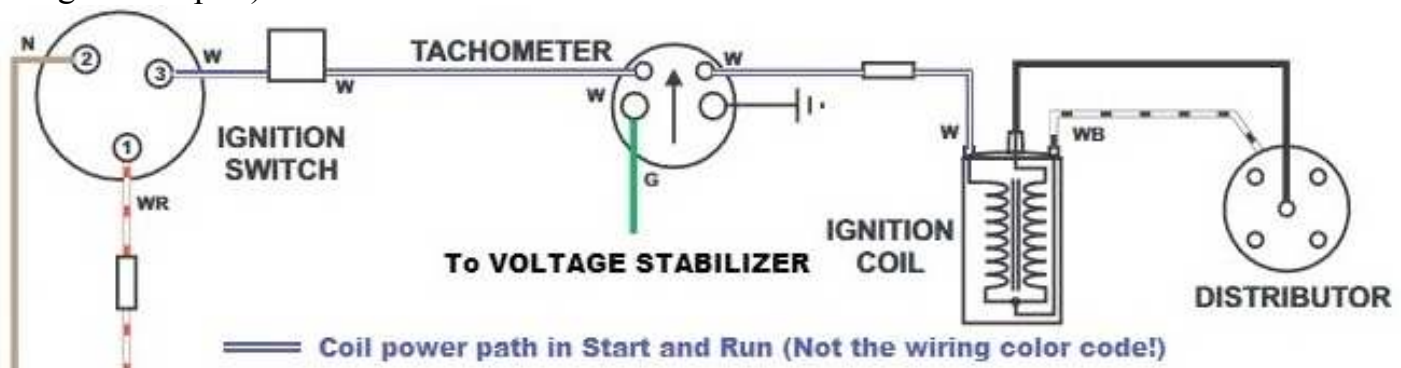 N
2
3
W
W
TACHOMETER
W
W
W
WB
IGNITION
SWITCH
1
WR
G
To VOLTAGE STABILIZER
IGNITION
COIL
DISTRIBUTOR
Coil power path in Start and Run (Not the wiring color code!)